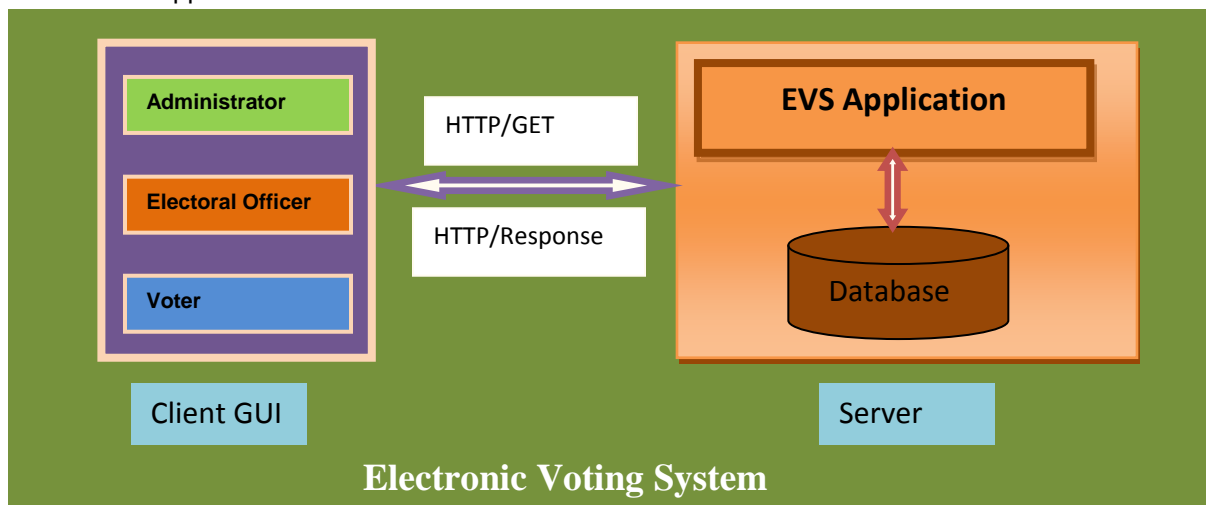 Administrator
Electoral Officer
Voter
HTTP/GET
HTTP/Response
EVS Application
Database
Client GUI
Server
Electronic Voting System